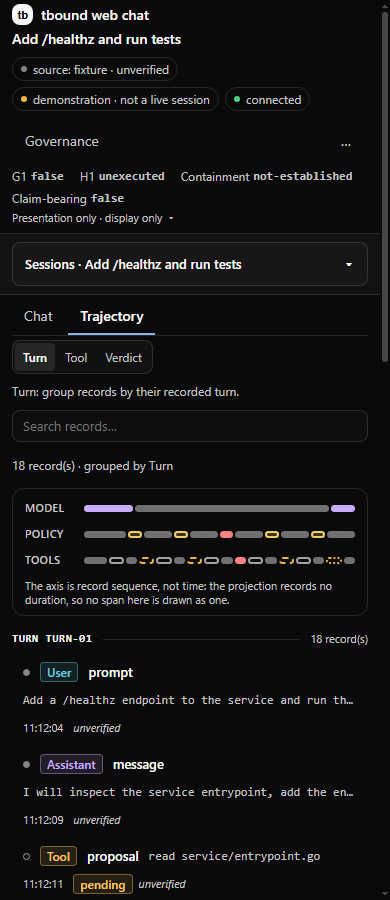 tb tbound web chat
Add /healthz and run tests
source: fixture · unverified
demonstration · not a live session
connected
Governance ...
G1 false H1 unexecuted Containment not-established
Claim-bearing false
Presentation only · display only
Sessions · Add /healthz and run tests
Chat Trajectory
Turn Tool Verdict
Turn: group records by their recorded turn.
Search records...
18 record(s) · grouped by Turn
MODEL
POLICY
TOOLS
The axis is record sequence, not time: the projection records no
duration, so no span here is drawn as one.
TURN TURN-01 18 record(s)
User prompt
Add a /healthz endpoint to the service and run th…
11:12:04 unverified
Assistant message
I will inspect the service entrypoint, add the en…
11:12:09 unverified
Tool proposal read service/entrypoint.go
11:12:11 pending unverified